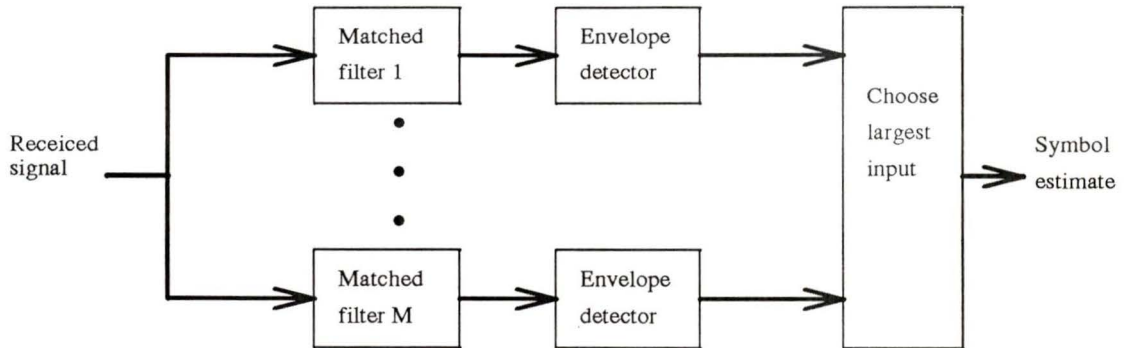 Receiced
signal
Matched
filter 1
Envelope
detector
Matched
filter M
Envelope
detector
Choose
largest
input
Symbol
estimate